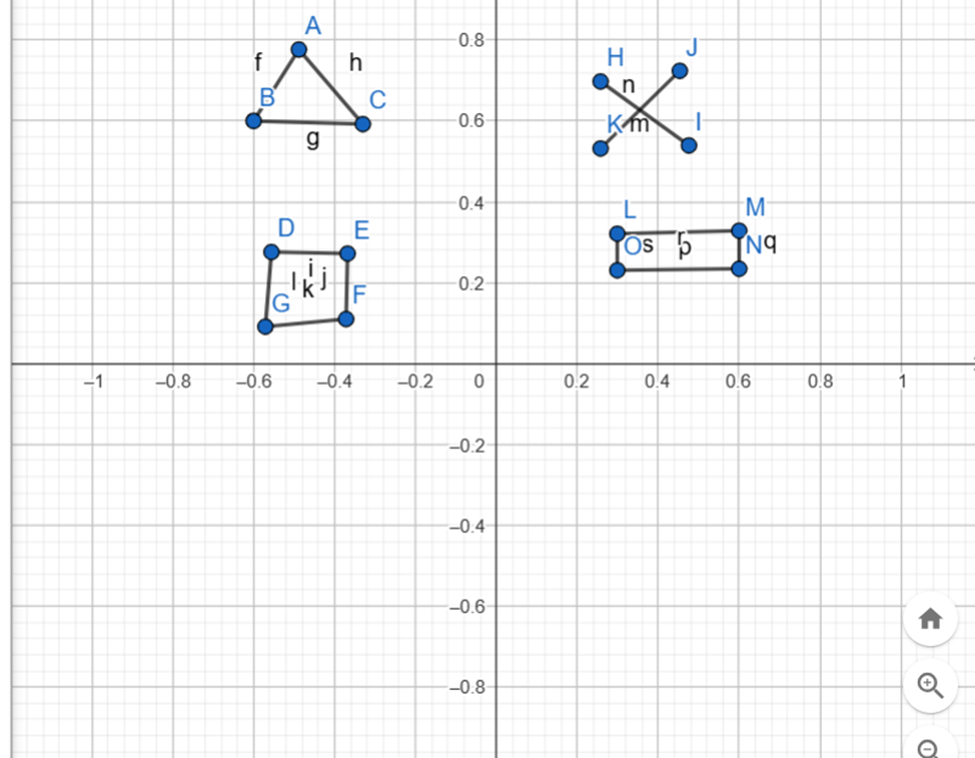 A
f
h
0.8
H
J
n
B
C
0.6
K
m
I
g
0.4
L
M
D
E
O
s
r
p
N
q
i
l
k
j
0.2
G
F
–1
–0.8
–0.6
–0.4
–0.2
0
0.2
0.4
0.6
0.8
1
–0.2
–0.4
–0.6
–0.8